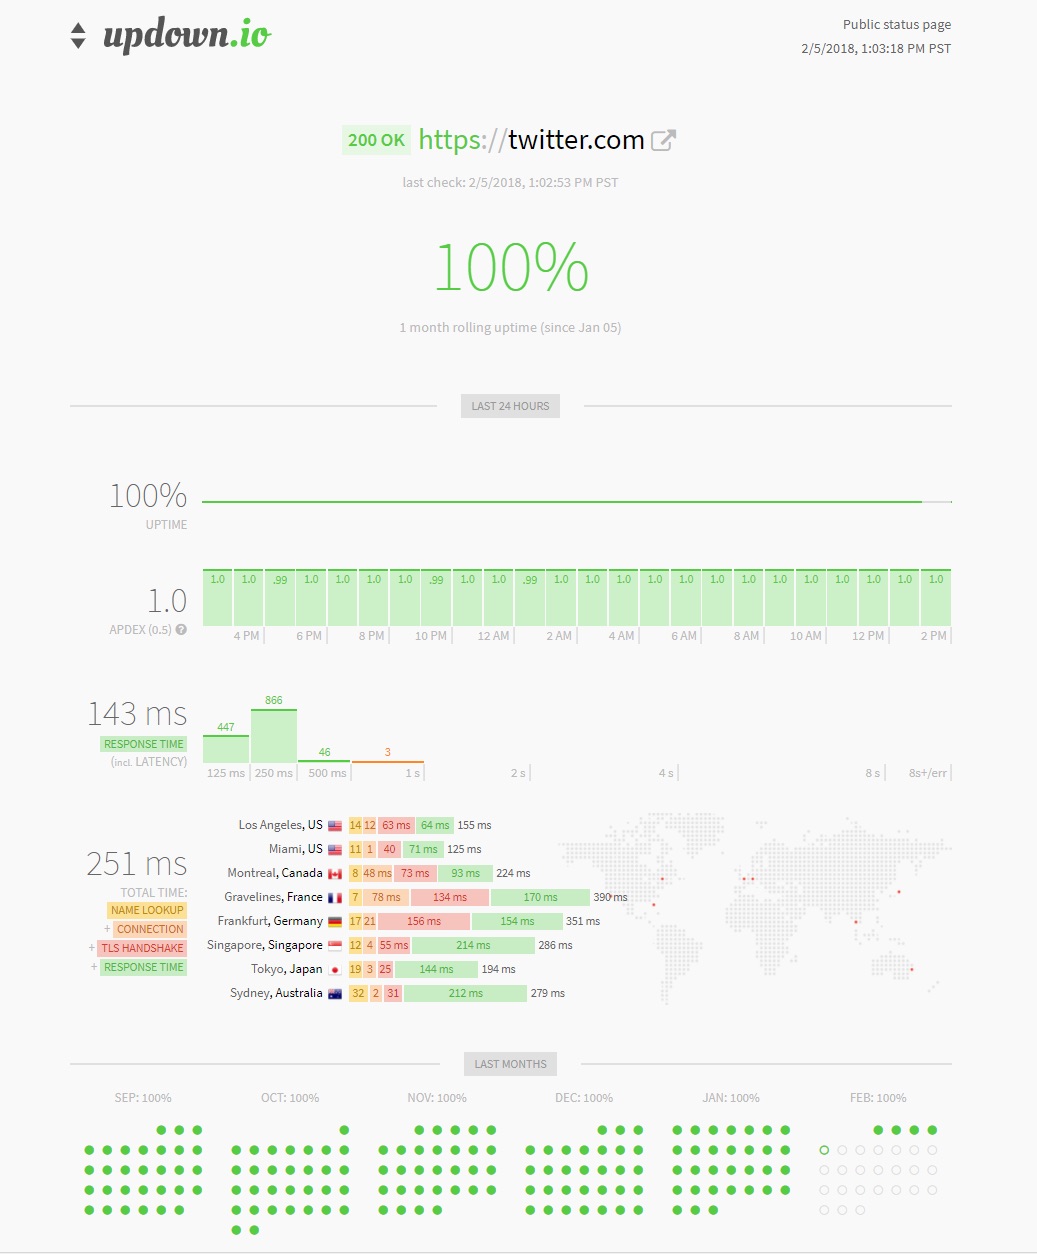 updown.io
Public status page
2/5/2018, 1:03:18 PM PST
200 OK https://twitter.com
last check: 2/5/2018, 1:02:53 PM PST
100%
1 month rolling uptime (since Jan 05)
LAST 24 HOURS
100%
UPTIME
1.0 1.0 .99 1.0 1.0 1.0 1.0 .99 1.0 1.0 .99 1.0 1.0 1.0 1.0 1.0 1.0 1.0 1.0 1.0 1.0 1.0 1.0 1.0
1.0
APDEX (0.5) ?
4 PM 6 PM 8 PM 10 PM 12 AM 2 AM 4 AM 6 AM 8 AM 10 AM 12 PM 2 PM
143 ms
RESPONSE TIME
(incl. LATENCY)
447 866 46 3
125 ms 250 ms 500 ms 1 s 2 s 4 s 8 s 8s+/err
251 ms
TOTAL TIME:
NAME LOOKUP
+ CONNECTION
+ TLS HANDSHAKE
+ RESPONSE TIME
Los Angeles, US 14 12 63 ms 64 ms 155 ms
Miami, US 11 1 40 71 ms 125 ms
Montreal, Canada 8 48 ms 73 ms 93 ms 224 ms
Gravelines, France 7 78 ms 134 ms 170 ms 390 ms
Frankfurt, Germany 17 21 156 ms 154 ms 351 ms
Singapore, Singapore 12 4 55 ms 214 ms 286 ms
Tokyo, Japan 19 3 25 144 ms 194 ms
Sydney, Australia 32 2 31 212 ms 279 ms
LAST MONTHS
SEP: 100% OCT: 100% NOV: 100% DEC: 100% JAN: 100% FEB: 100%